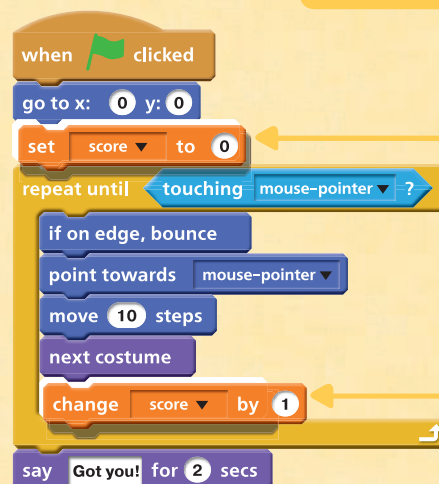 when clicked
go to x: 0 y: 0
set score to 0
repeat until touching mouse-pointer ?
if on edge, bounce
point towards mouse-pointer
move 10 steps
next costume
change score by 1
say Got you! for 2 secs